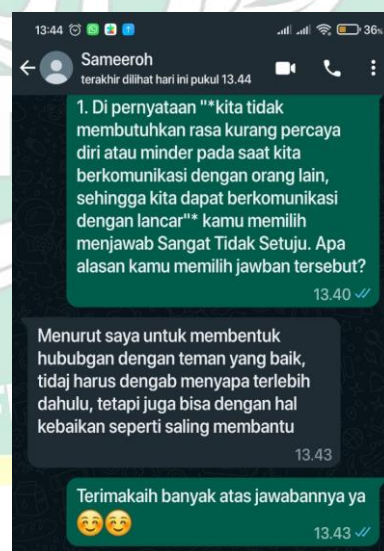 13:44
36%
Sameeroh
terakhir dilihat hari ini pukul 13.44
1. Di pernyataan "*kita tidak
membutuhkan rasa kurang percaya
diri atau minder pada saat kita
berkomunikasi dengan orang lain,
sehingga kita dapat berkomunikasi
dengan lancar"* kamu memilih
menjawab Sangat Tidak Setuju. Apa
alasan kamu memilih jawban tersebut?
13.40
Menurut saya untuk membentuk
hububgan dengan teman yang baik,
tidaj harus dengab menyapa terlebih
dahulu, tetapi juga bisa dengan hal
kebaikan seperti saling membantu
13.43
Terimakaih banyak atas jawabannya ya
☺️☺️
13.43